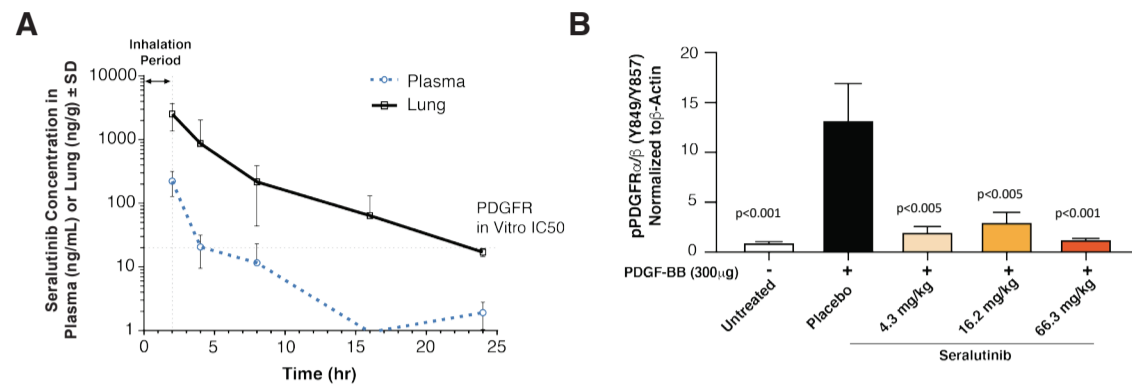 A
Inhalation
Period
Seralutinib Concentration in
Plasma (ng/mL) or Lung (ng/g) ± SD
10000
1000
100
10
1
0
5
10
15
20
25
Time (hr)
Plasma
Lung
PDGFR
in Vitro IC50
B
pPDGFRα/β (Y849/Y857)
Normalized toβ-Actin
20
15
10
5
0
p<0.001
p<0.005
p<0.005
p<0.001
PDGF-BB (300µg) - + + + +
Untreated
Placebo
4.3 mg/kg
16.2 mg/kg
66.3 mg/kg
Seralutinib